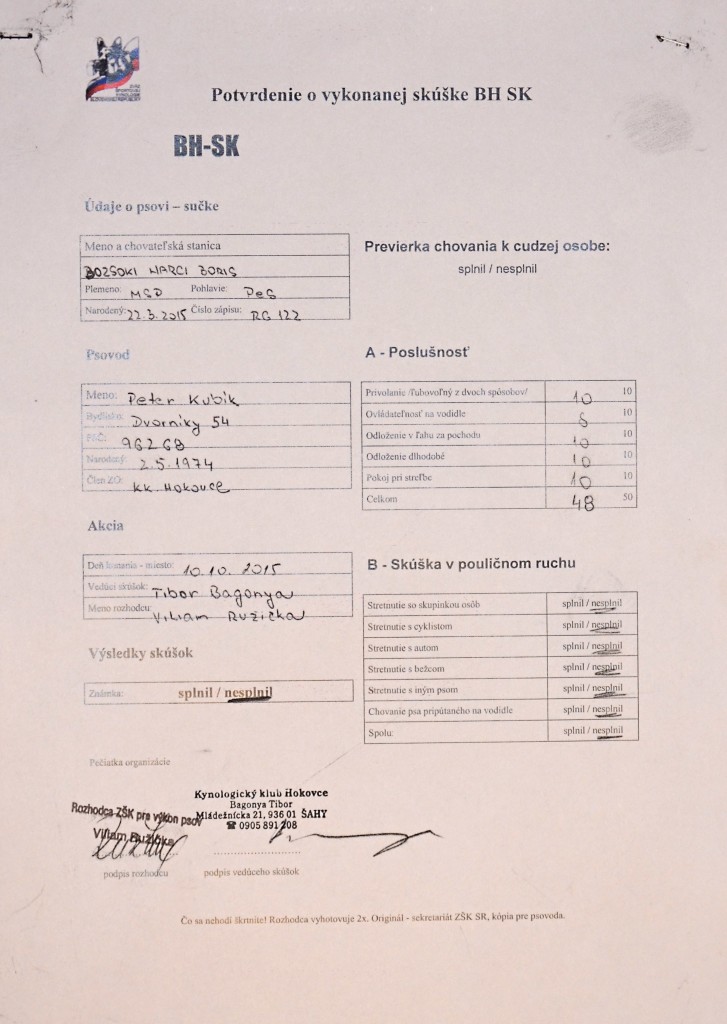 Potvrdenie o vykonanej skúške BH SK
BH-SK
Údaje o psovi – sučke
Meno a chovateľská stanica
BOZSOKI HARCI BORIS
Plemeno: MSD Pohlavie: Pes
Narodený: 22.3.2015 Číslo zápisu: RG 122
Previerka chovania k cudzej osobe:
splnil / nesplnil
Psovod
Meno: Peter Kubik
Bydlisko: Dvorniky 54
PSČ: 96268
Narodený: 2.5.1974
Člen ZO: KK Hokovce
A - Poslušnosť
Privolanie /ľubovoľný z dvoch spôsobov/ 10 10
Ovládateľnosť na vodidle 8 10
Odloženie v ľahu za pochodu 10 10
Odloženie dlhodobé 10 10
Pokoj pri streľbe 10 10
Celkom 48 50
Akcia
Deň konania - miesto: 10.10. 2015
Vedúci skúšok: Tibor Bagonya
Meno rozhodcu: Viliam Ružička
B - Skúška v pouličnom ruchu
Stretnutie so skupinkou osôb splnil / nesplnil
Stretnutie s cyklistom splnil / nesplnil
Stretnutie s autom splnil / nesplnil
Stretnutie s bežcom splnil / nesplnil
Stretnutie s iným psom splnil / nesplnil
Chovanie psa pripútaného na vodidle splnil / nesplnil
Spolu: splnil / nesplnil
Výsledky skúšok
Známka: splnil / nesplnil
Pečiatka organizácie
Kynologický klub Hokovce
Bagonya Tibor
Mládežnícka 21, 936 01 ŠAHY
☎ 0905 891 208
Rozhodca ZŠK pre výkon psov
Viliam Ružička
podpis rozhodcu
podpis vedúceho skúšok
Čo sa nehodí škrtnite! Rozhodca vyhotovuje 2x. Originál - sekretariát ZŠK SR, kópia pre psovoda.